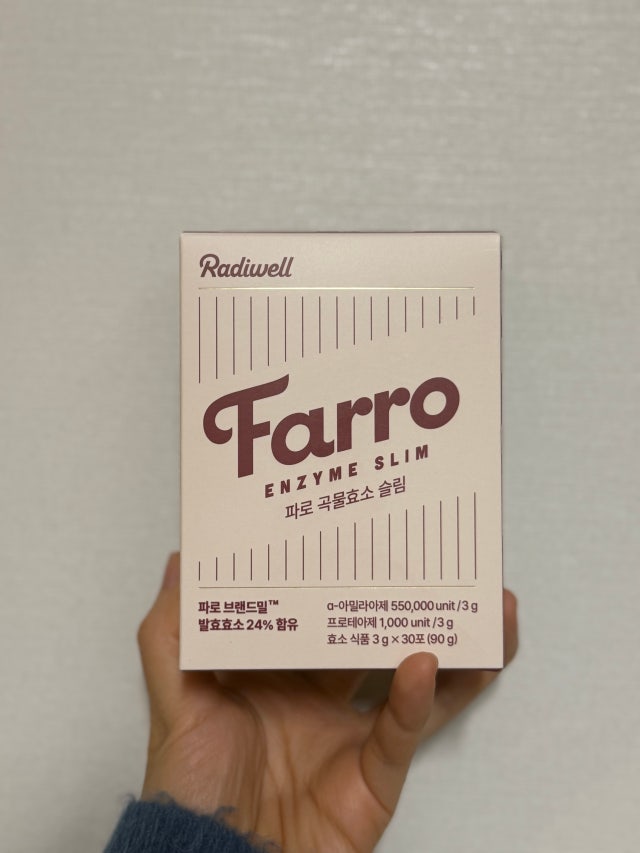 Radiwell
Farro
ENZYME SLIM
파로 곡물효소 슬림
파로 브랜드밀™
발효효소 24% 함유
α-아밀라아제 550,000 unit /3 g
프로테아제 1,000 unit /3 g
효소 식품 3 g × 30포 (90 g)